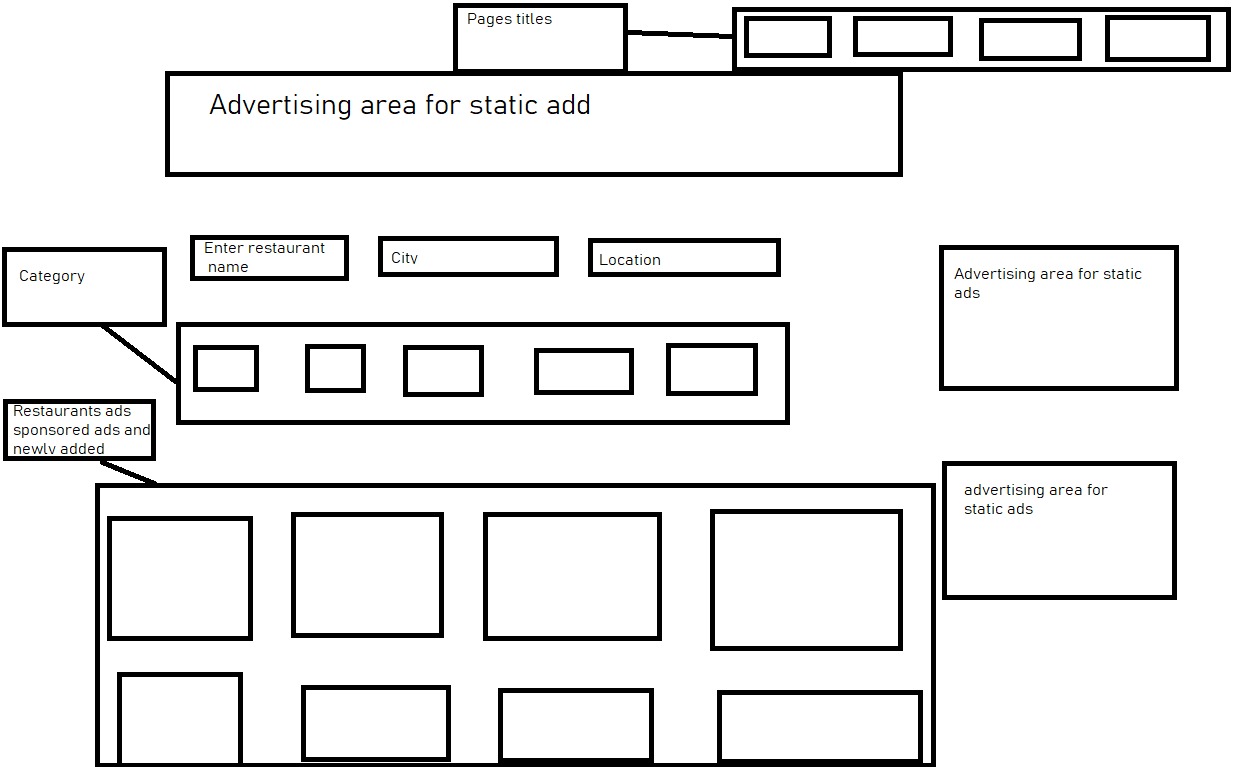 Pages titles
Advertising area for static add
Enter restaurant
name
City
Location
Category
Advertising area for static
ads
Restaurants ads
sponsored ads and
newly added
advertising area for
static ads